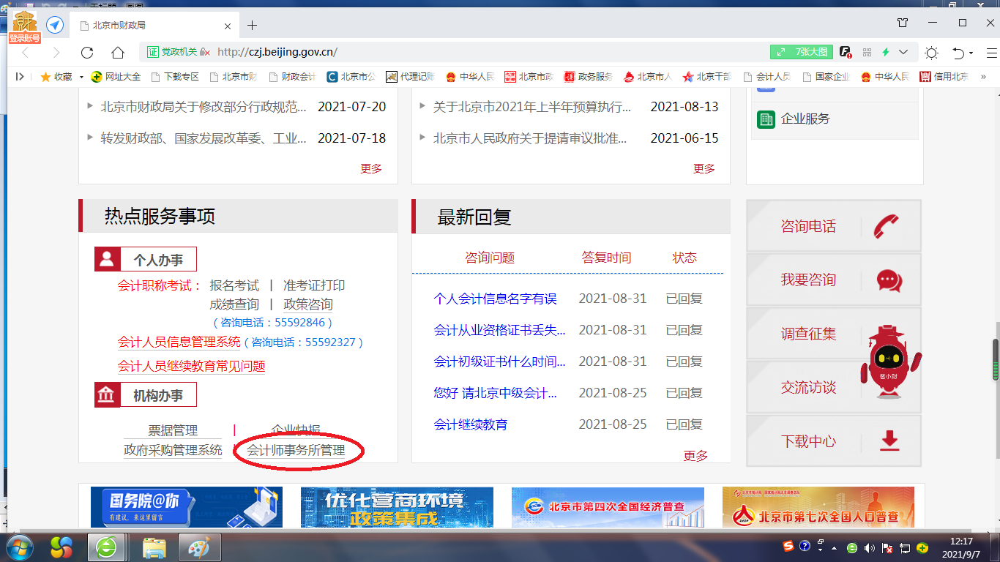 登录账号
北京市财政局
证 党政机关
http://czj.beijing.gov.cn/
7张大图
收藏 网址大全 下载专区 北京市财 财政会计 北京市公 代理记账 中华人民 北京市政 政务服务 北京市人 北京干部 会计人员 国家企业 中华人民 信用北京 »
北京市财政局关于修改部分行政规范... 2021-07-20
转发财政部、国家发展改革委、工业... 2021-07-18
更多
关于北京市2021年上半年预算执行... 2021-08-13
北京市人民政府关于提请审议批准... 2021-06-15
更多
企业服务
热点服务事项
个人办事
会计职称考试： 报名考试 | 准考证打印
成绩查询 | 政策咨询
（咨询电话：55592846）
会计人员信息管理系统（咨询电话：55592327）
会计人员继续教育常见问题
机构办事
票据管理 | 企业快报
政府采购管理系统 | 会计师事务所管理
最新回复
咨询问题 答复时间 状态
个人会计信息名字有误 2021-08-31 已回复
会计从业资格证书丢失... 2021-08-31 已回复
会计初级证书什么时间... 2021-08-31 已回复
您好 请北京中级会计... 2021-08-25 已回复
会计继续教育 2021-08-25 已回复
更多
咨询电话
我要咨询
调查征集
智小财
交流访谈
下载中心
国务院@你
有建议，来这里留言
优化营商环境
政策集成
北京市第四次全国经济普查
北京市第七次全国人口普查
12:17
2021/9/7